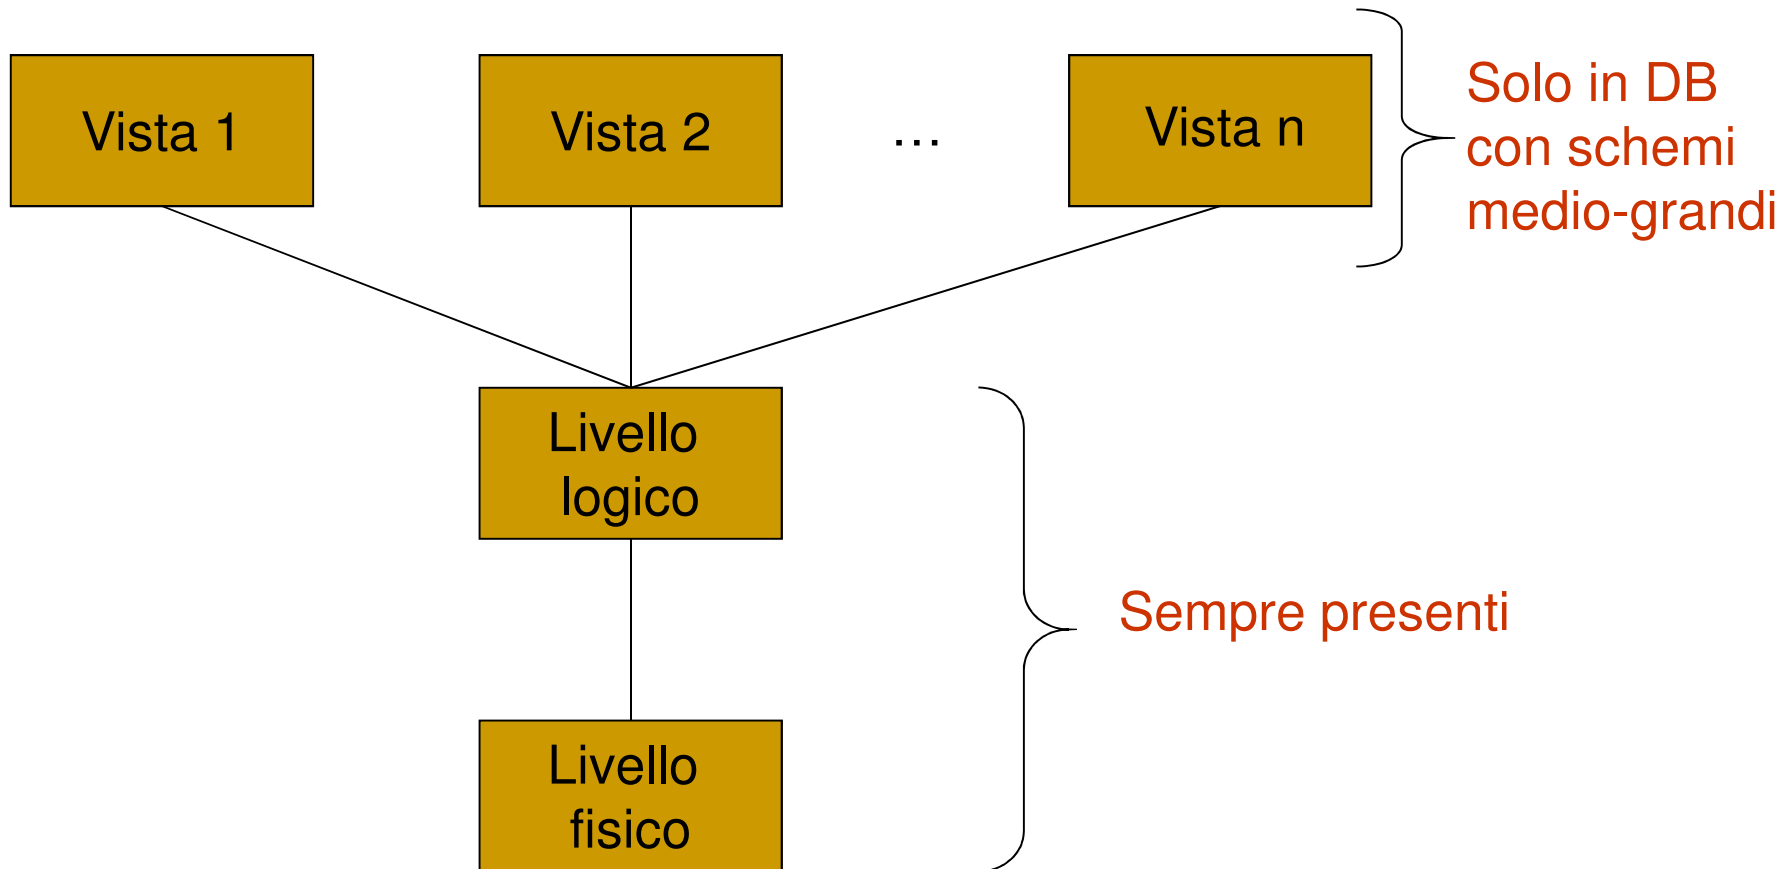 Vista 1
Vista 2
...
Vista n
Solo in DB
con schemi
medio-grandi
Livello
logico
Sempre presenti
Livello
fisico